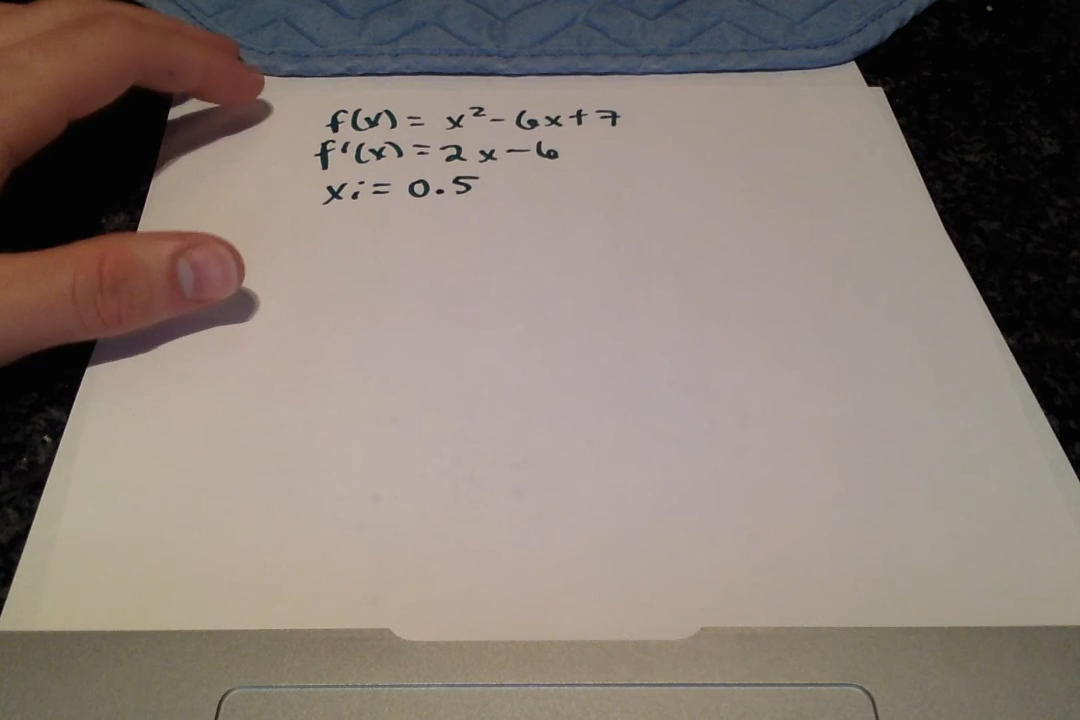 f(x) = x² - 6x + 7
f'(x) = 2x - 6
xi = 0.5